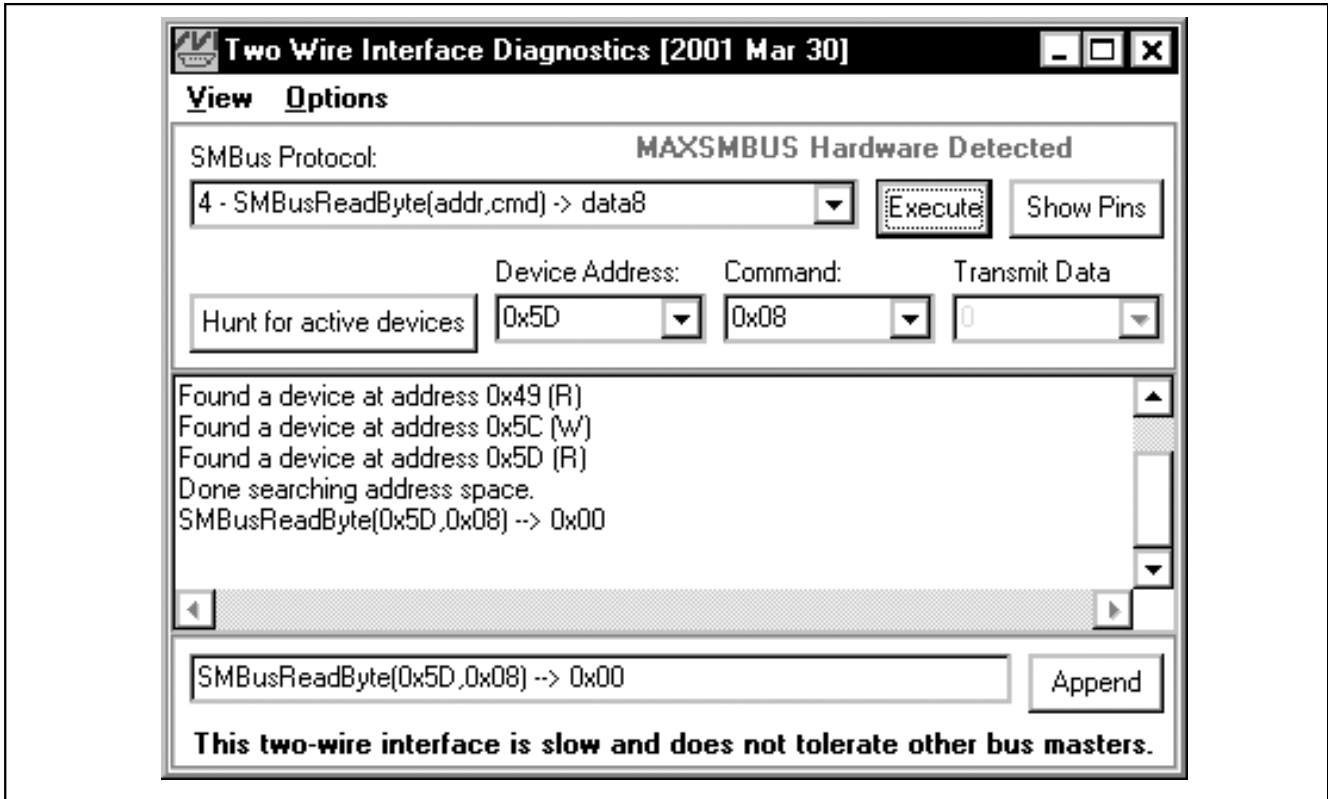 Two Wire Interface Diagnostics [2001 Mar 30]
View Options
SMBus Protocol:
MAXSMBUS Hardware Detected
4 - SMBusReadByte(addr,cmd) -> data8
Execute
Show Pins
Hunt for active devices
Device Address:
0x5D
Command:
0x08
Transmit Data
0
Found a device at address 0x49 (R)
Found a device at address 0x5C (W)
Found a device at address 0x5D (R)
Done searching address space.
SMBusReadByte(0x5D,0x08) --> 0x00
SMBusReadByte(0x5D,0x08) --> 0x00
Append
This two-wire interface is slow and does not tolerate other bus masters.